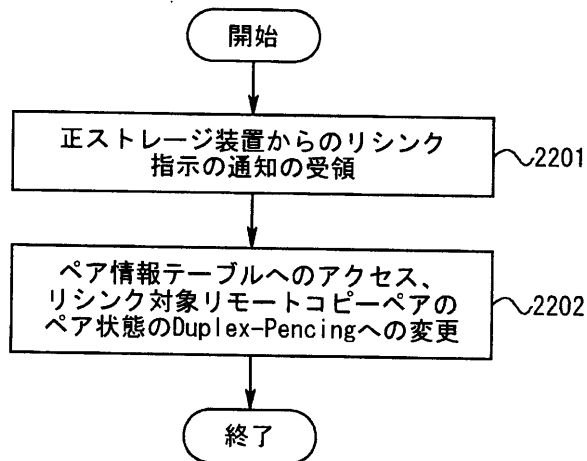 開始
正ストレージ装置からのリシンク
指示の通知の受領
2201
ペア情報テーブルへのアクセス、
リシンク対象リモートコピーペアの
ペア状態のDuplex-Pencingへの変更
2202
終了